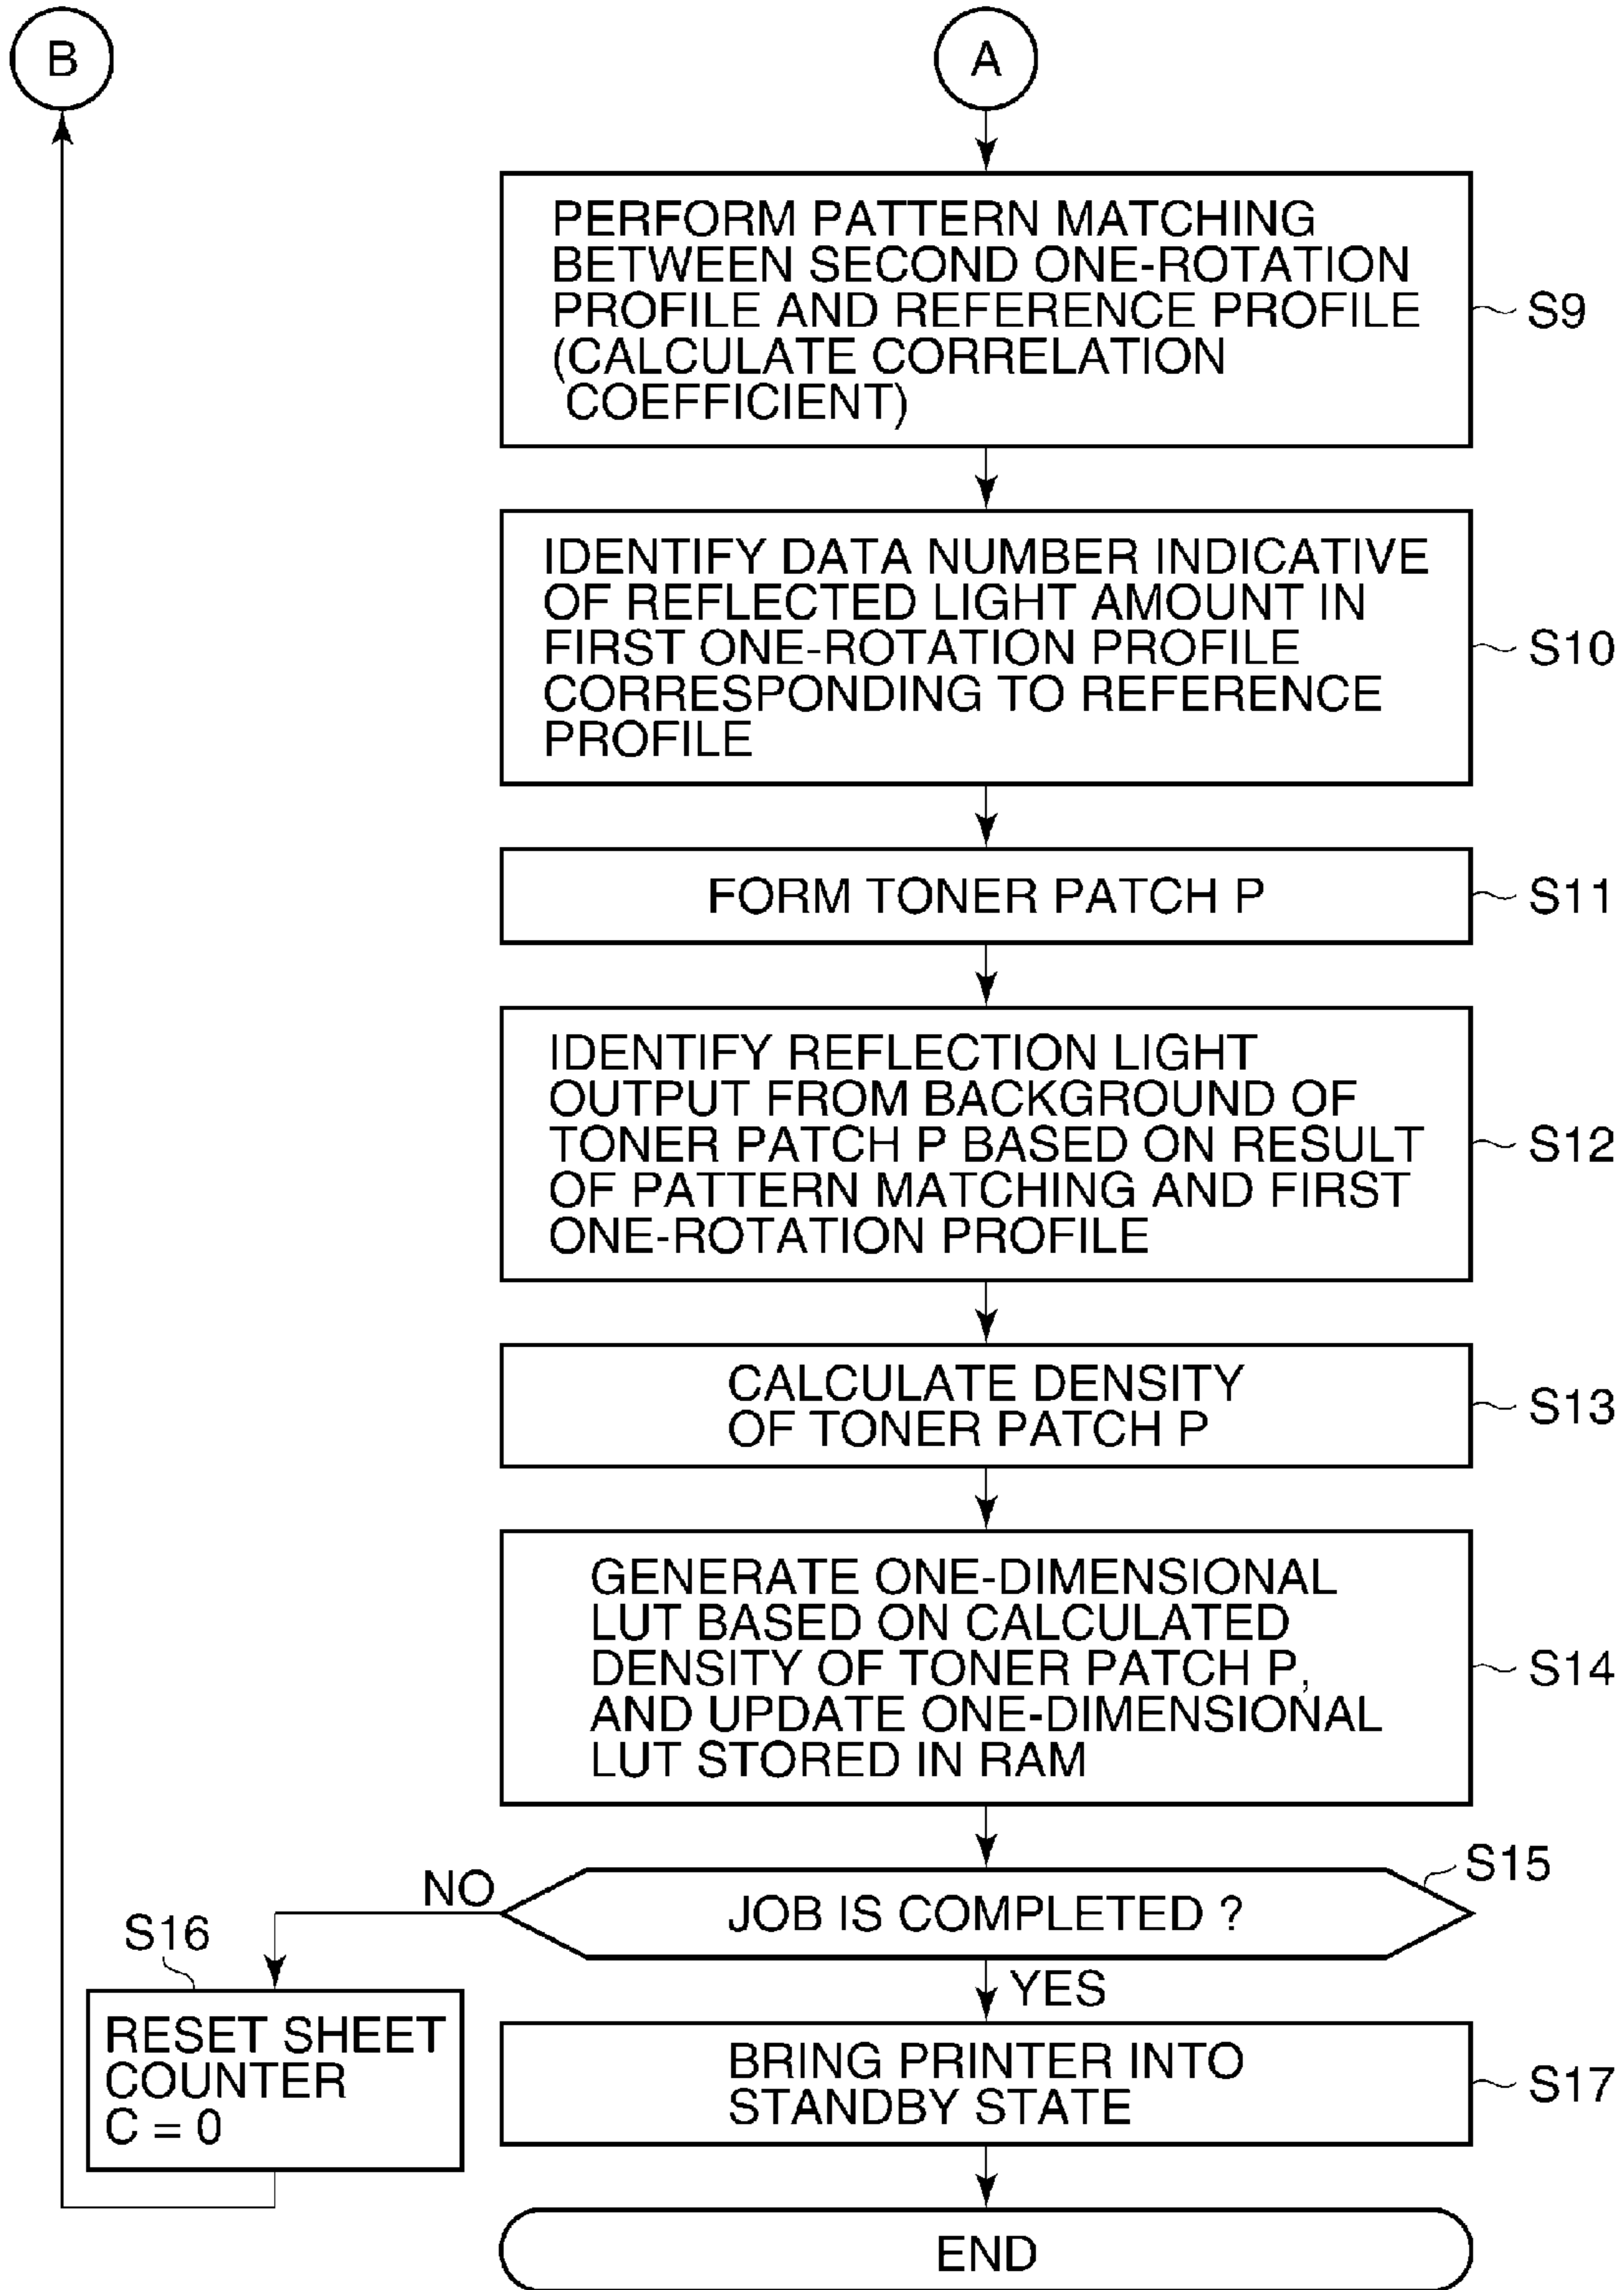 B
A
PERFORM PATTERN MATCHING
BETWEEN SECOND ONE-ROTATION
PROFILE AND REFERENCE PROFILE
(CALCULATE CORRELATION
COEFFICIENT)
S9
IDENTIFY DATA NUMBER INDICATIVE
OF REFLECTED LIGHT AMOUNT IN
FIRST ONE-ROTATION PROFILE
CORRESPONDING TO REFERENCE
PROFILE
S10
FORM TONER PATCH P
S11
IDENTIFY REFLECTION LIGHT
OUTPUT FROM BACKGROUND OF
TONER PATCH P BASED ON RESULT
OF PATTERN MATCHING AND FIRST
ONE-ROTATION PROFILE
S12
CALCULATE DENSITY
OF TONER PATCH P
S13
GENERATE ONE-DIMENSIONAL
LUT BASED ON CALCULATED
DENSITY OF TONER PATCH P,
AND UPDATE ONE-DIMENSIONAL
LUT STORED IN RAM
S14
JOB IS COMPLETED ?
S15
NO
YES
S16
RESET SHEET
COUNTER
C = 0
BRING PRINTER INTO
STANDBY STATE
S17
END